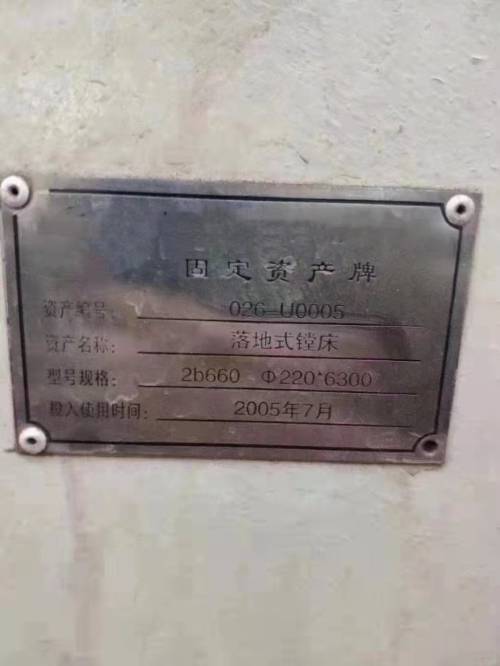 固定资产牌
资产编号： 026-U0005
资产名称： 落地式镗床
型号规格： 2b660 Φ220*6300
投入使用时间： 2005年7月